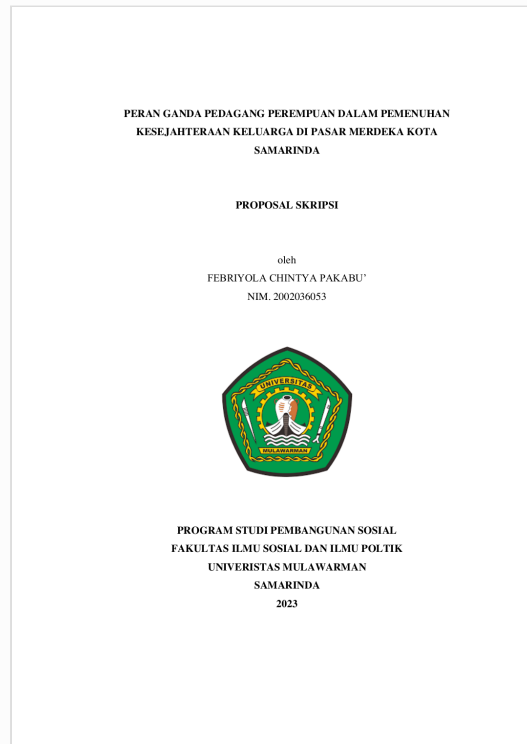 PERAN GANDA PEDAGANG PEREMPUAN DALAM PEMENUHAN
KESEJAHTERAAN KELUARGA DI PASAR MERDEKA KOTA
SAMARINDA
PROPOSAL SKRIPSI
oleh
FEBRIYOLA CHINTYA PAKABU’
NIM. 2002036053
UNIVERSITAS
MULAWARMAN
PROGRAM STUDI PEMBANGUNAN SOSIAL
FAKULTAS ILMU SOSIAL DAN ILMU POLTIK
UNIVERISTAS MULAWARMAN
SAMARINDA
2023